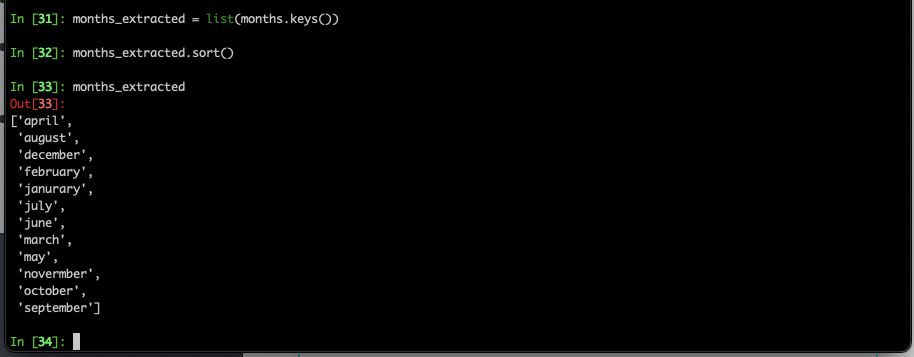 In [31]: months_extracted = list(months.keys())
In [32]: months_extracted.sort()
In [33]: months_extracted
Out[33]:
['april',
'august',
'december',
'february',
'janurary',
'july',
'june',
'march',
'may',
'novermber',
'october',
'september']
In [34]: